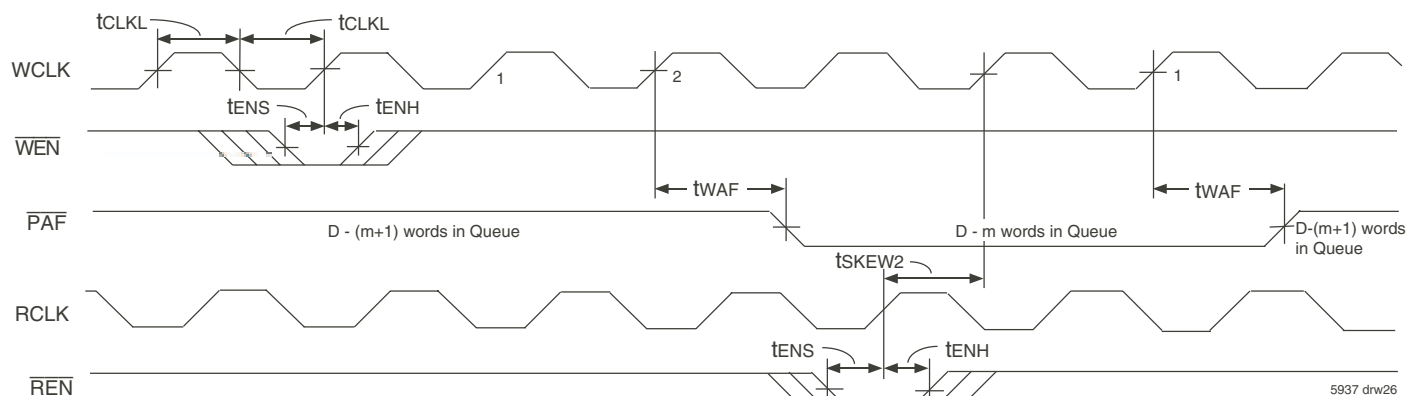 tCLKL tCLKL
WCLK 1 2 1
tENS tENH
WEN
tWAF tWAF
PAF
D - (m+1) words in Queue D - m words in Queue D-(m+1) words
in Queue
tSKEW2
RCLK
tENS tENH
REN
5937 drw26